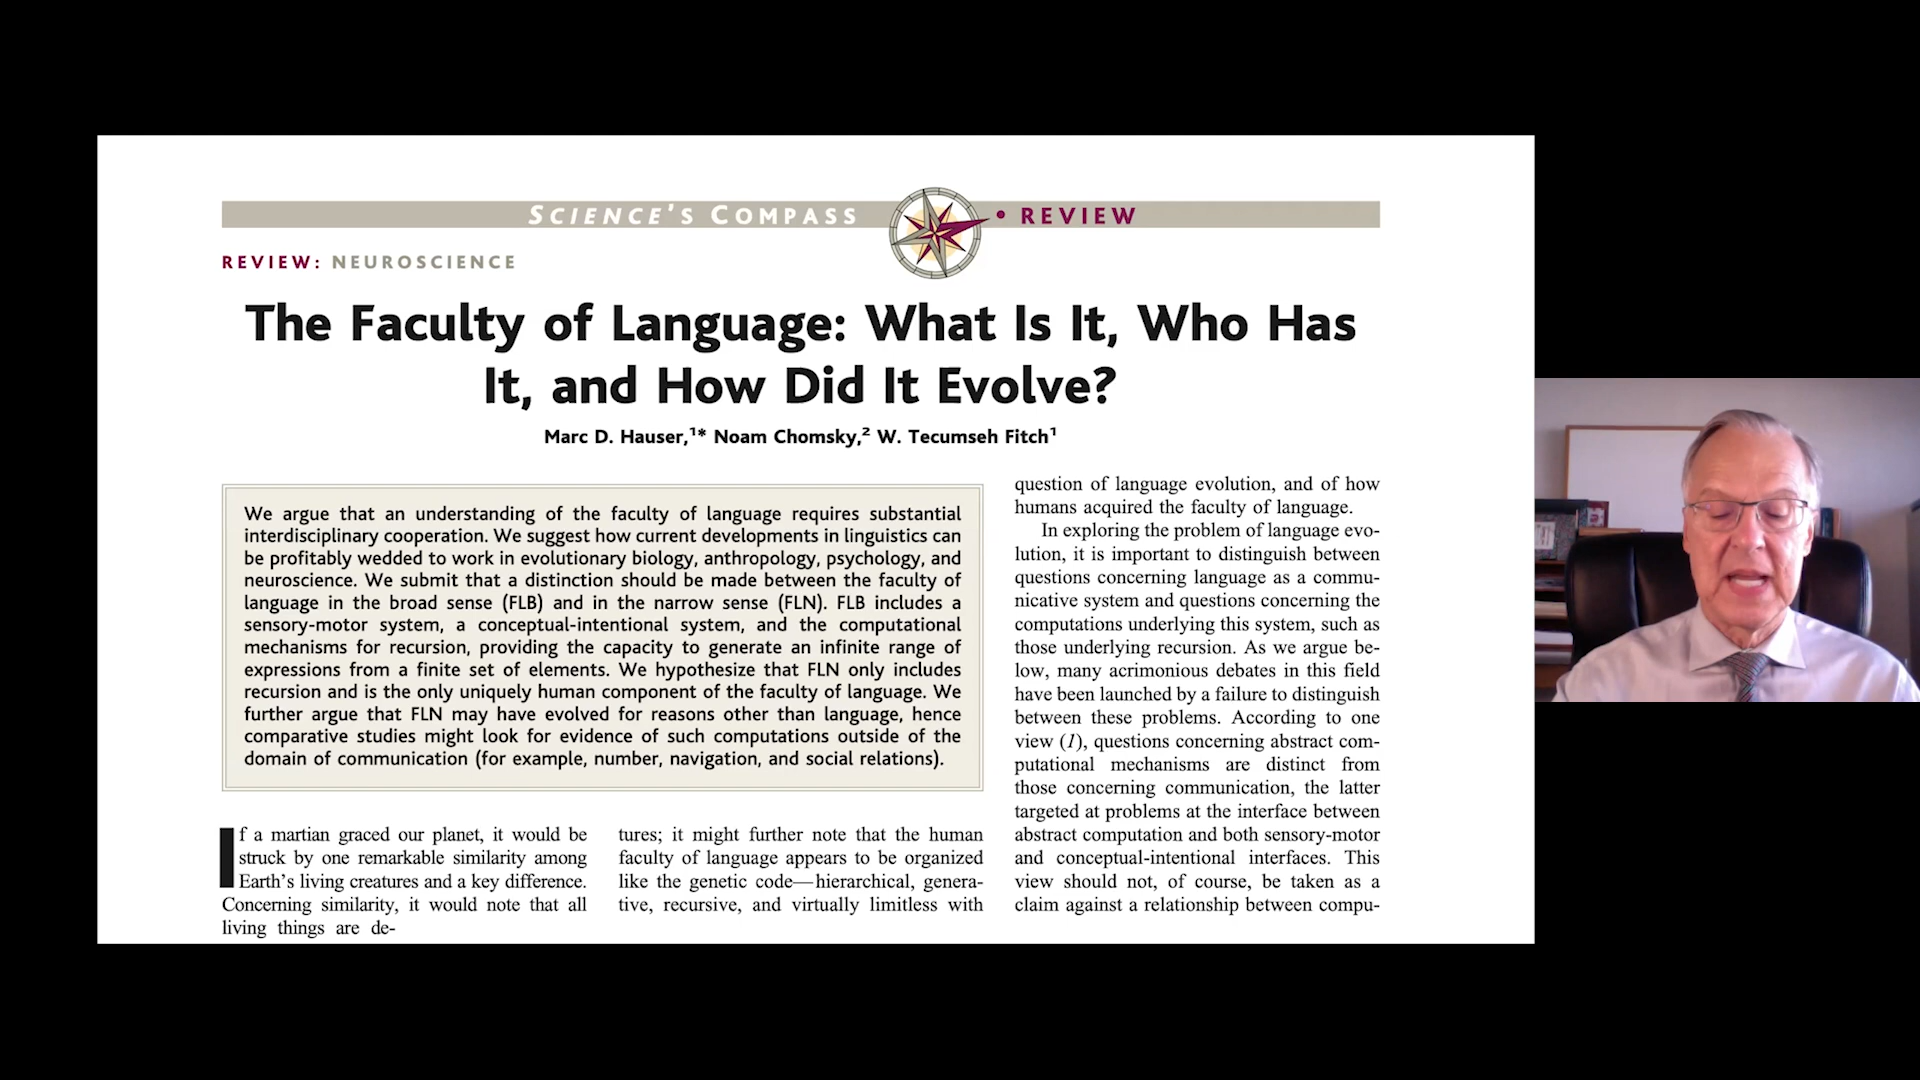 SCIENCE'S COMPASS • REVIEW
REVIEW: NEUROSCIENCE
The Faculty of Language: What Is It, Who Has
It, and How Did It Evolve?
Marc D. Hauser,¹* Noam Chomsky,² W. Tecumseh Fitch¹
We argue that an understanding of the faculty of language requires substantial
interdisciplinary cooperation. We suggest how current developments in linguistics can
be profitably wedded to work in evolutionary biology, anthropology, psychology, and
neuroscience. We submit that a distinction should be made between the faculty of
language in the broad sense (FLB) and in the narrow sense (FLN). FLB includes a
sensory-motor system, a conceptual-intentional system, and the computational
mechanisms for recursion, providing the capacity to generate an infinite range of
expressions from a finite set of elements. We hypothesize that FLN only includes
recursion and is the only uniquely human component of the faculty of language. We
further argue that FLN may have evolved for reasons other than language, hence
comparative studies might look for evidence of such computations outside of the
domain of communication (for example, number, navigation, and social relations).
If a martian graced our planet, it would be
struck by one remarkable similarity among
Earth's living creatures and a key difference.
Concerning similarity, it would note that all
living things are de-
tures; it might further note that the human
faculty of language appears to be organized
like the genetic code—hierarchical, genera-
tive, recursive, and virtually limitless with
question of language evolution, and of how
humans acquired the faculty of language.
In exploring the problem of language evo-
lution, it is important to distinguish between
questions concerning language as a commu-
nicative system and questions concerning the
computations underlying this system, such as
those underlying recursion. As we argue be-
low, many acrimonious debates in this field
have been launched by a failure to distinguish
between these problems. According to one
view (1), questions concerning abstract com-
putational mechanisms are distinct from
those concerning communication, the latter
targeted at problems at the interface between
abstract computation and both sensory-motor
and conceptual-intentional interfaces. This
view should not, of course, be taken as a
claim against a relationship between compu-